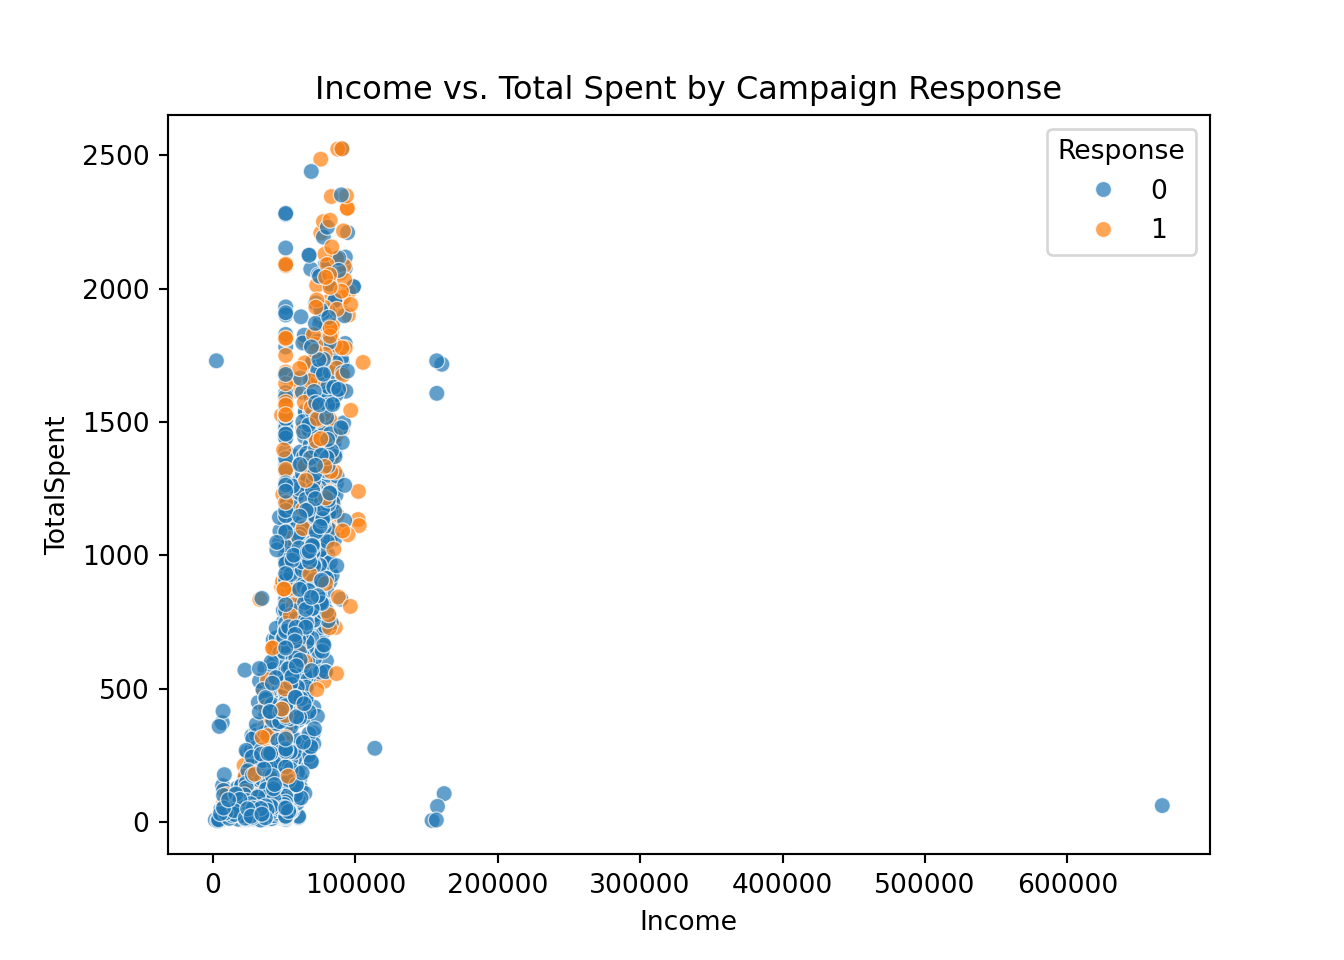 Income vs. Total Spent by Campaign Response
Response
0
1
TotalSpent
2500
2000
1500
1000
500
0
0 100000 200000 300000 400000 500000 600000
Income